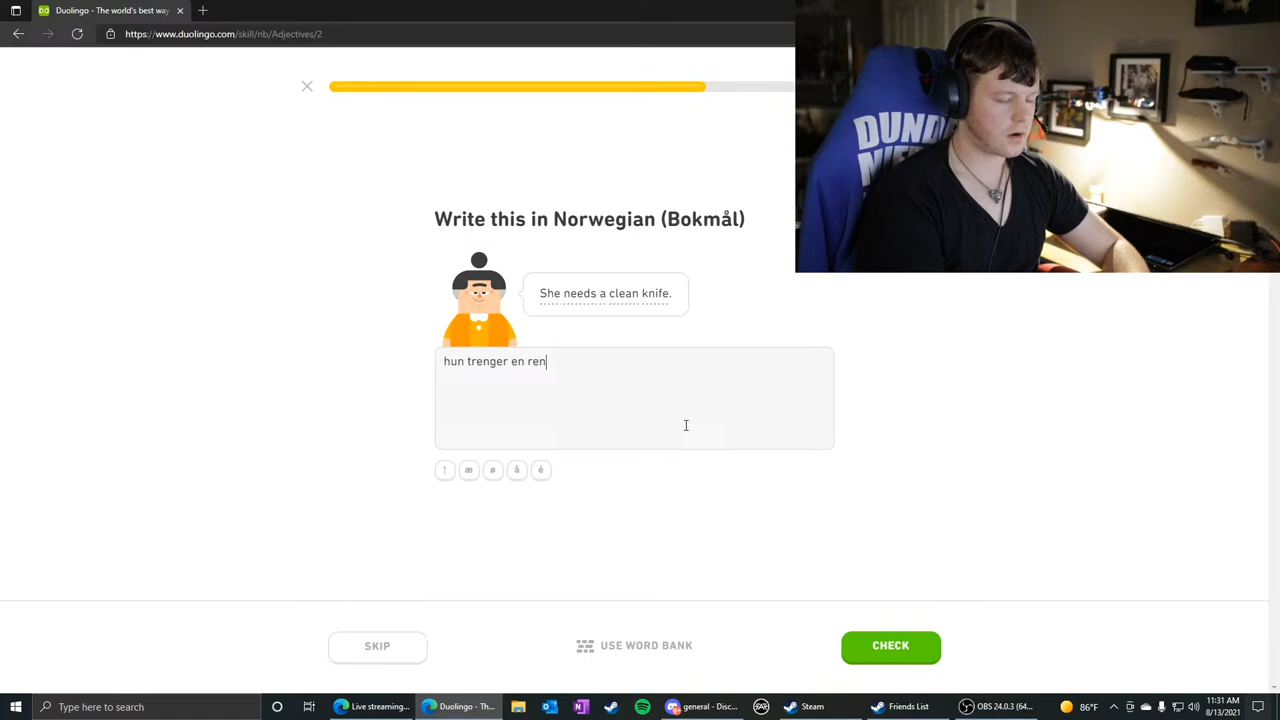 Duolingo - The world's best way
https://www.duolingo.com/skill/nb/Adjectives/2
DUND
NIF
Write this in Norwegian (Bokmål)
She needs a clean knife.
hun trenger en ren
↑ æ ø å é
SKIP
USE WORD BANK
CHECK
Type here to search
Live streaming...
Duolingo - Th...
general - Disc...
Steam
Friends List
OBS 24.0.3 (64...
86°F
11:31 AM
8/13/2021